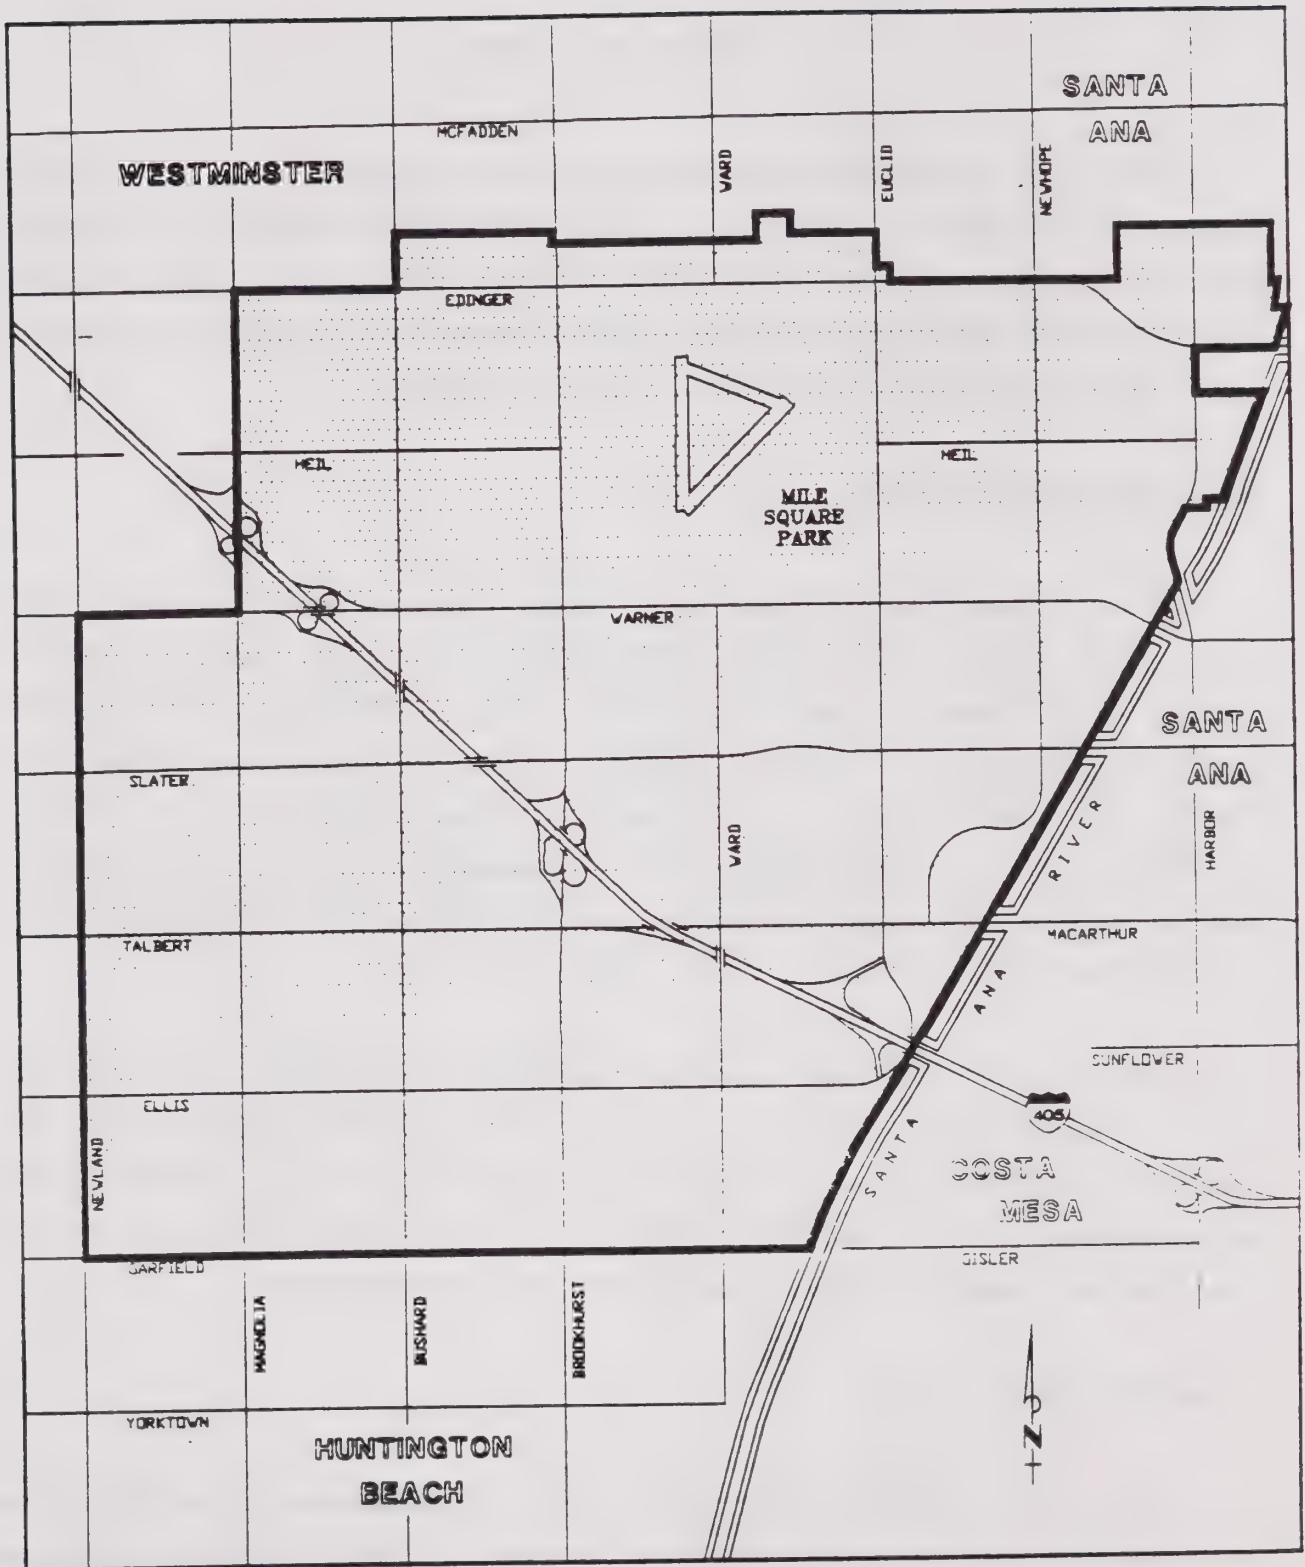 SANTA
ANA
MCFADDEN
WESTMINSTER
WARD
EUCLID
NEWHOPE
EDINGER
HEIL
HEIL
MILE
SQUARE
PARK
WARNER
SANTA
ANA
SLATER
WARD
HARBOR
RIVER
TALBERT
MACARTHUR
ANA
SUNFLOWER
ELLIS
405
NEWLAND
SANTA
COSTA
MESA
GARFIELD
GISLER
MAGNOLIA
BUSHARD
BROOKHURST
YORKTOWN
N
HUNTINGTON
BEACH